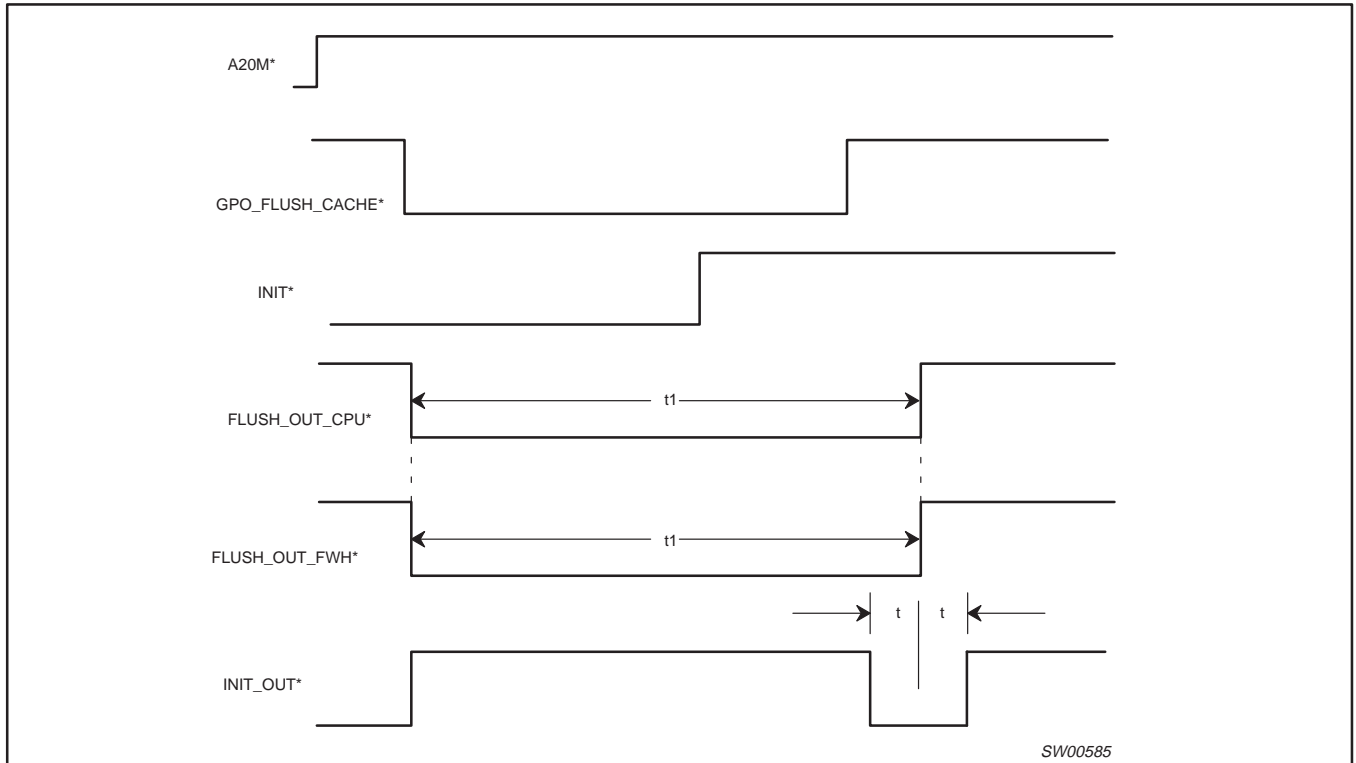 A20M*
GPO_FLUSH_CACHE*
INIT*
t1
FLUSH_OUT_CPU*
t1
FLUSH_OUT_FWH*
t t
INIT_OUT*
SW00585